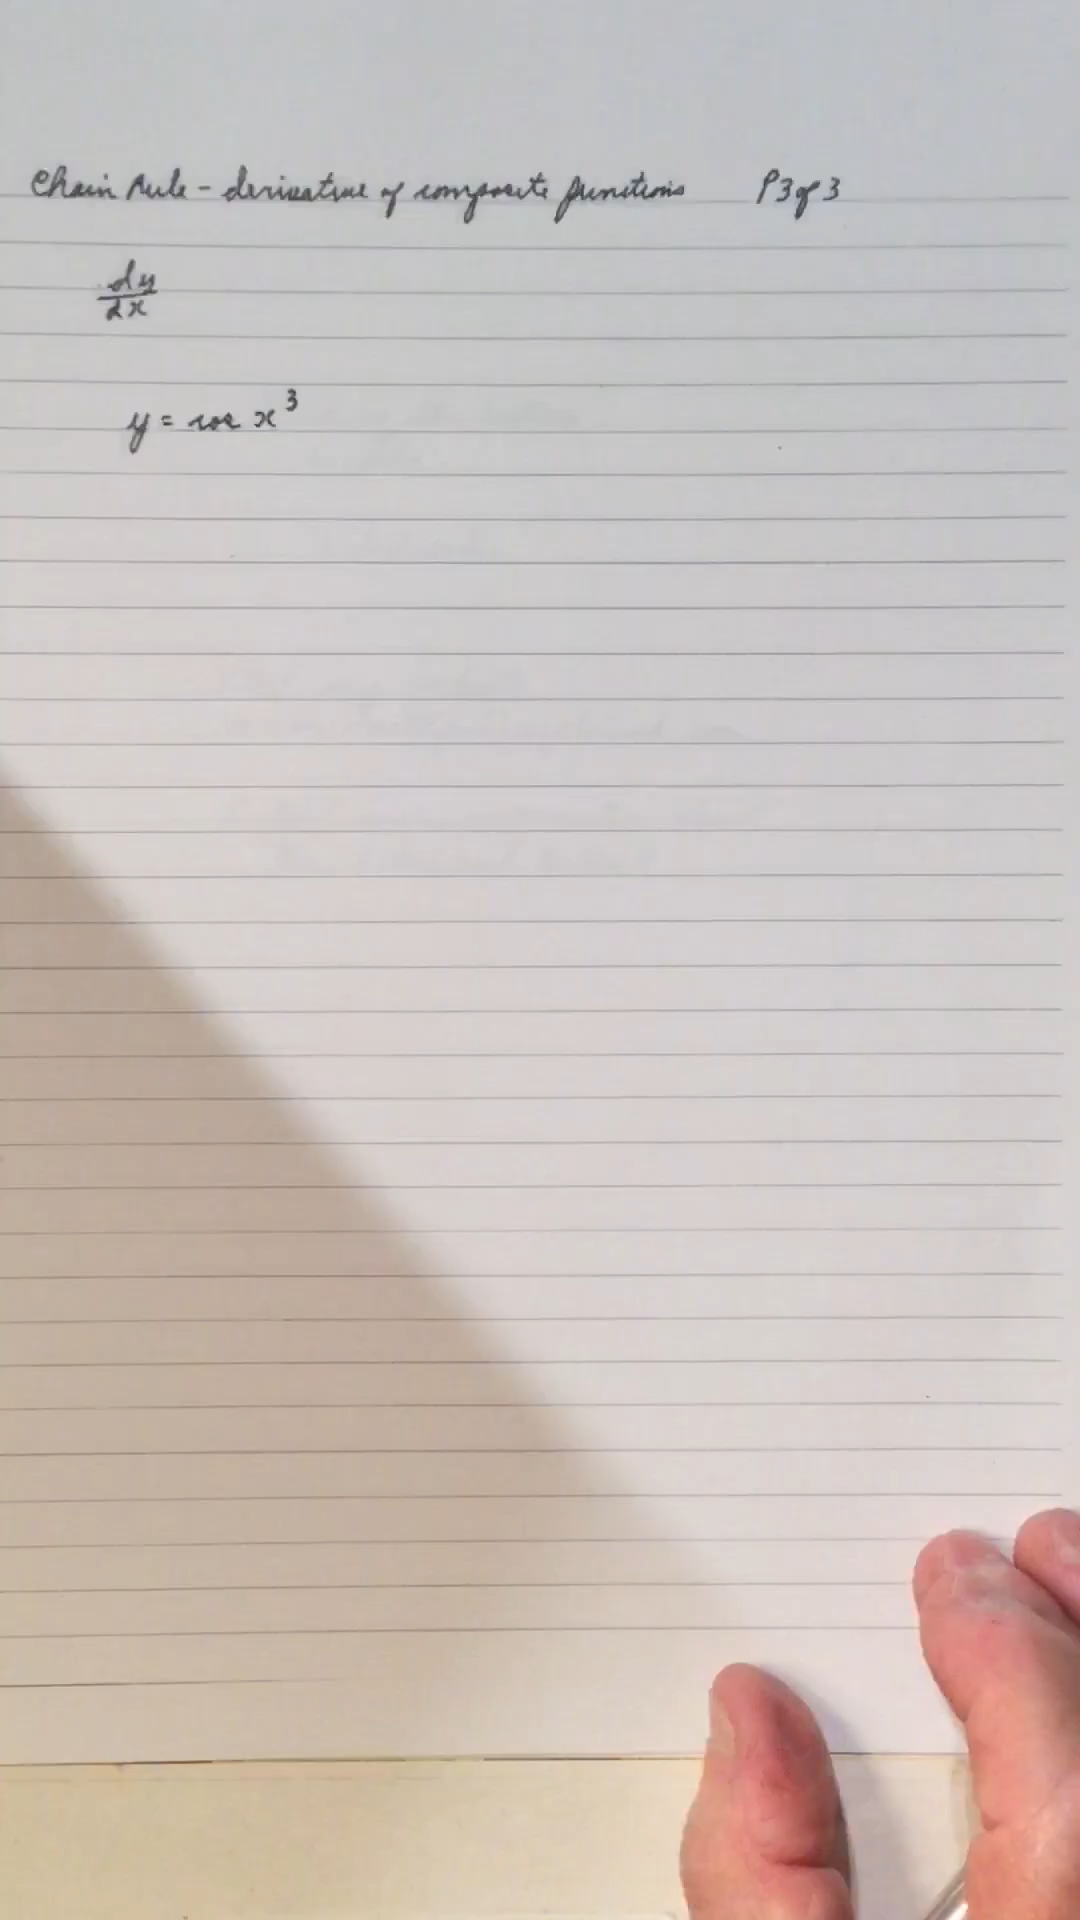 Chain Rule - derivative of composite functions P3 of 3
dy
dx
y = cos x³